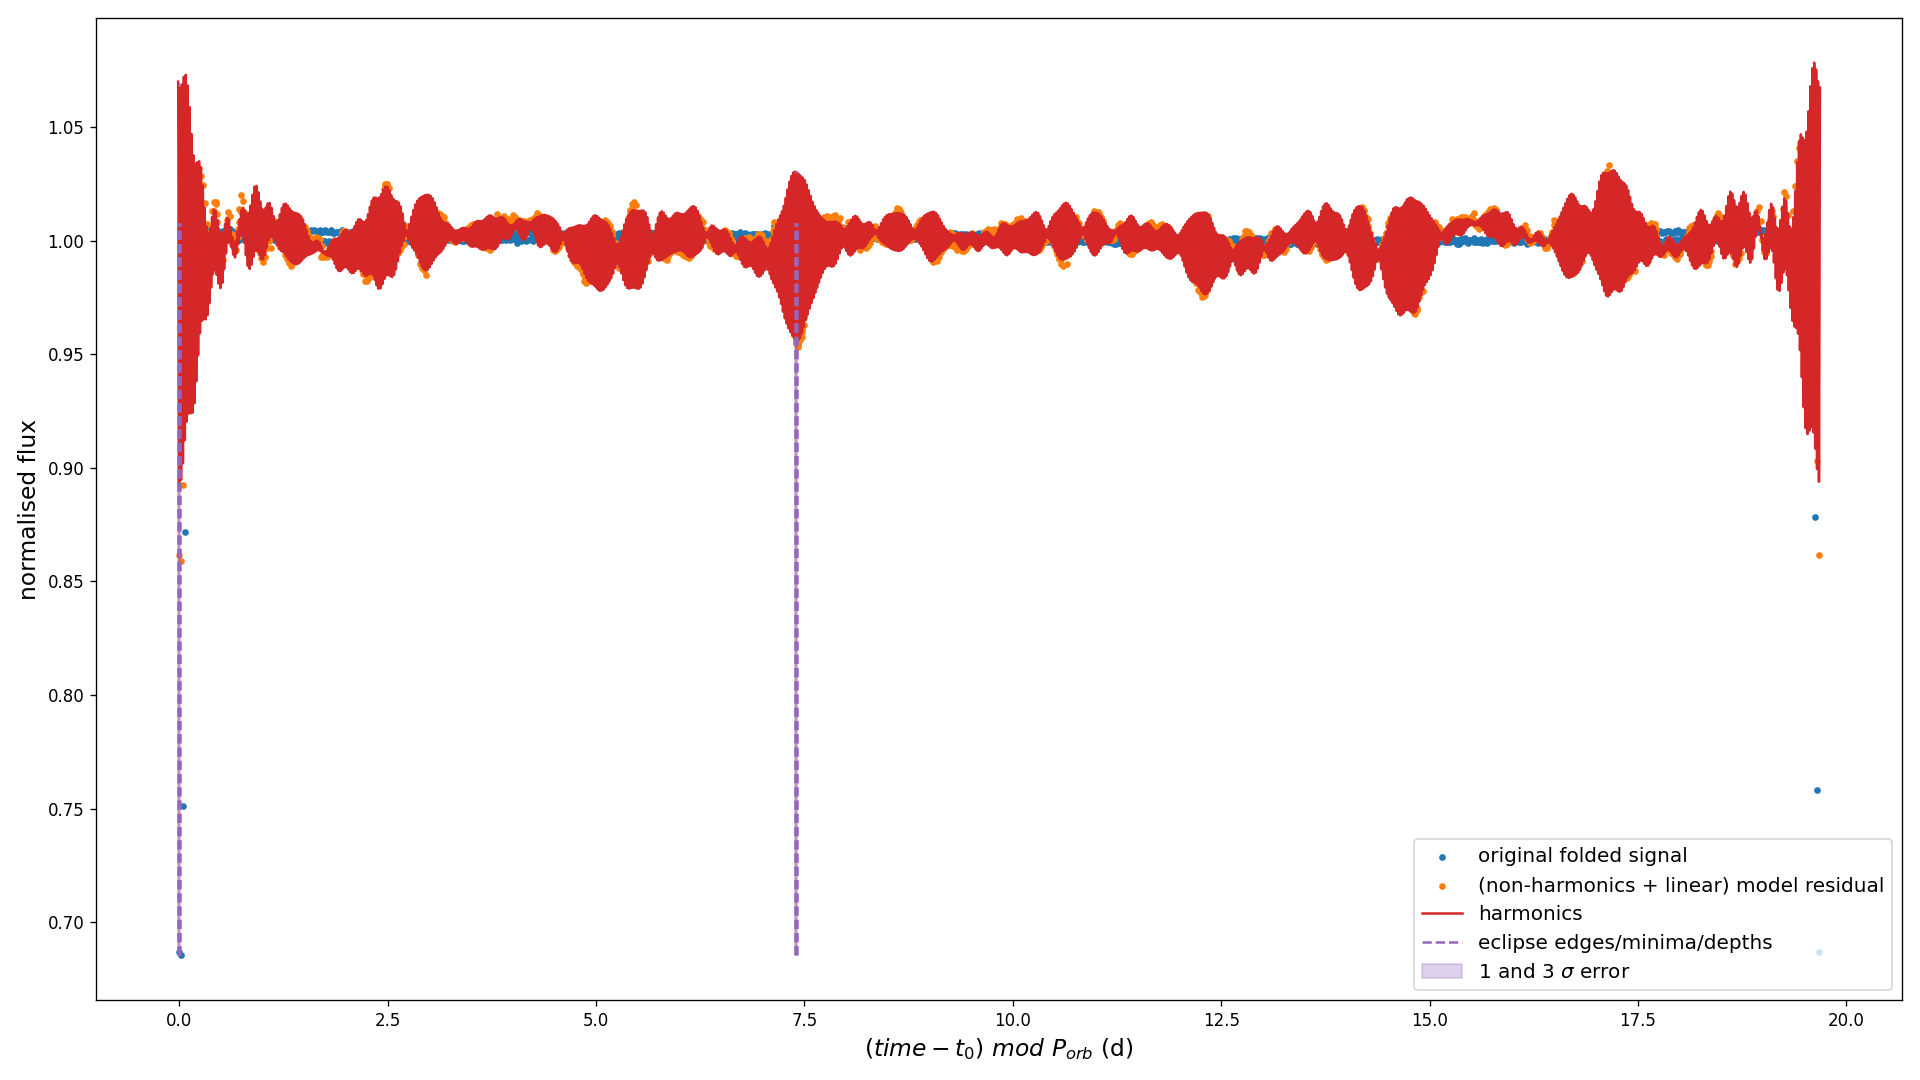 normalised flux
1.05
1.00
0.95
0.90
0.85
0.80
0.75
0.70
0.0
2.5
5.0
7.5
10.0
12.5
15.0
17.5
20.0
(time − t₀) mod Pₒᵣb (d)
original folded signal
(non-harmonics + linear) model residual
harmonics
eclipse edges/minima/depths
1 and 3 σ error